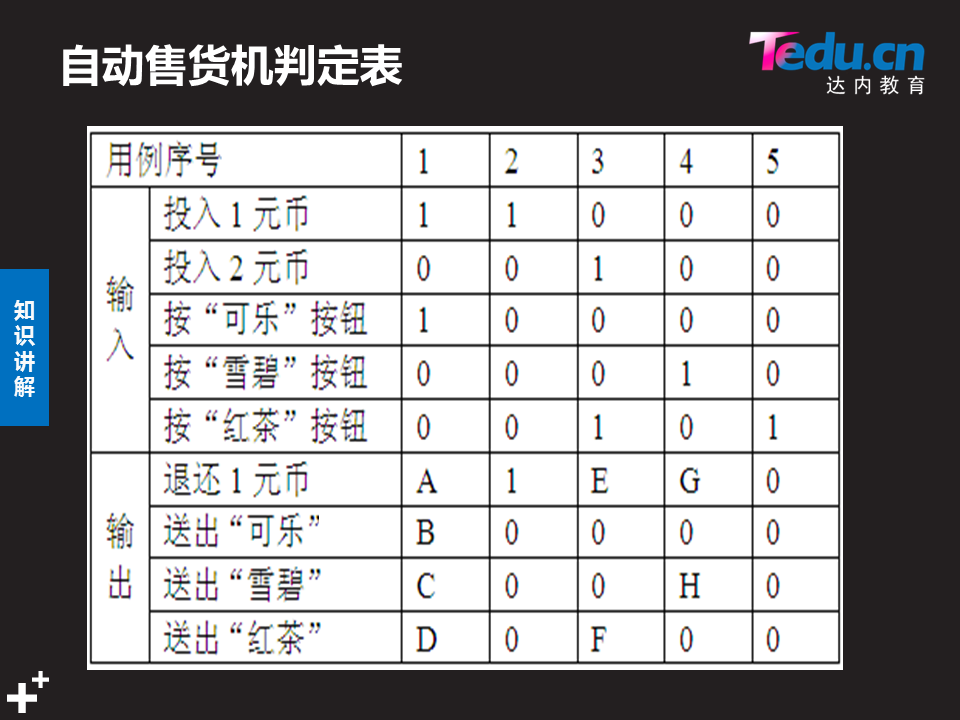 自动售货机判定表
Tedu.cn
达内教育
用例序号 1 2 3 4 5
输入
投入1元币 1 1 0 0 0
投入2元币 0 0 1 0 0
按“可乐”按钮 1 0 0 0 0
按“雪碧”按钮 0 0 0 1 0
按“红茶”按钮 0 0 1 0 1
输出
退还1元币 A 1 E G 0
送出“可乐” B 0 0 0 0
送出“雪碧” C 0 0 H 0
送出“红茶” D 0 F 0 0
知识讲解